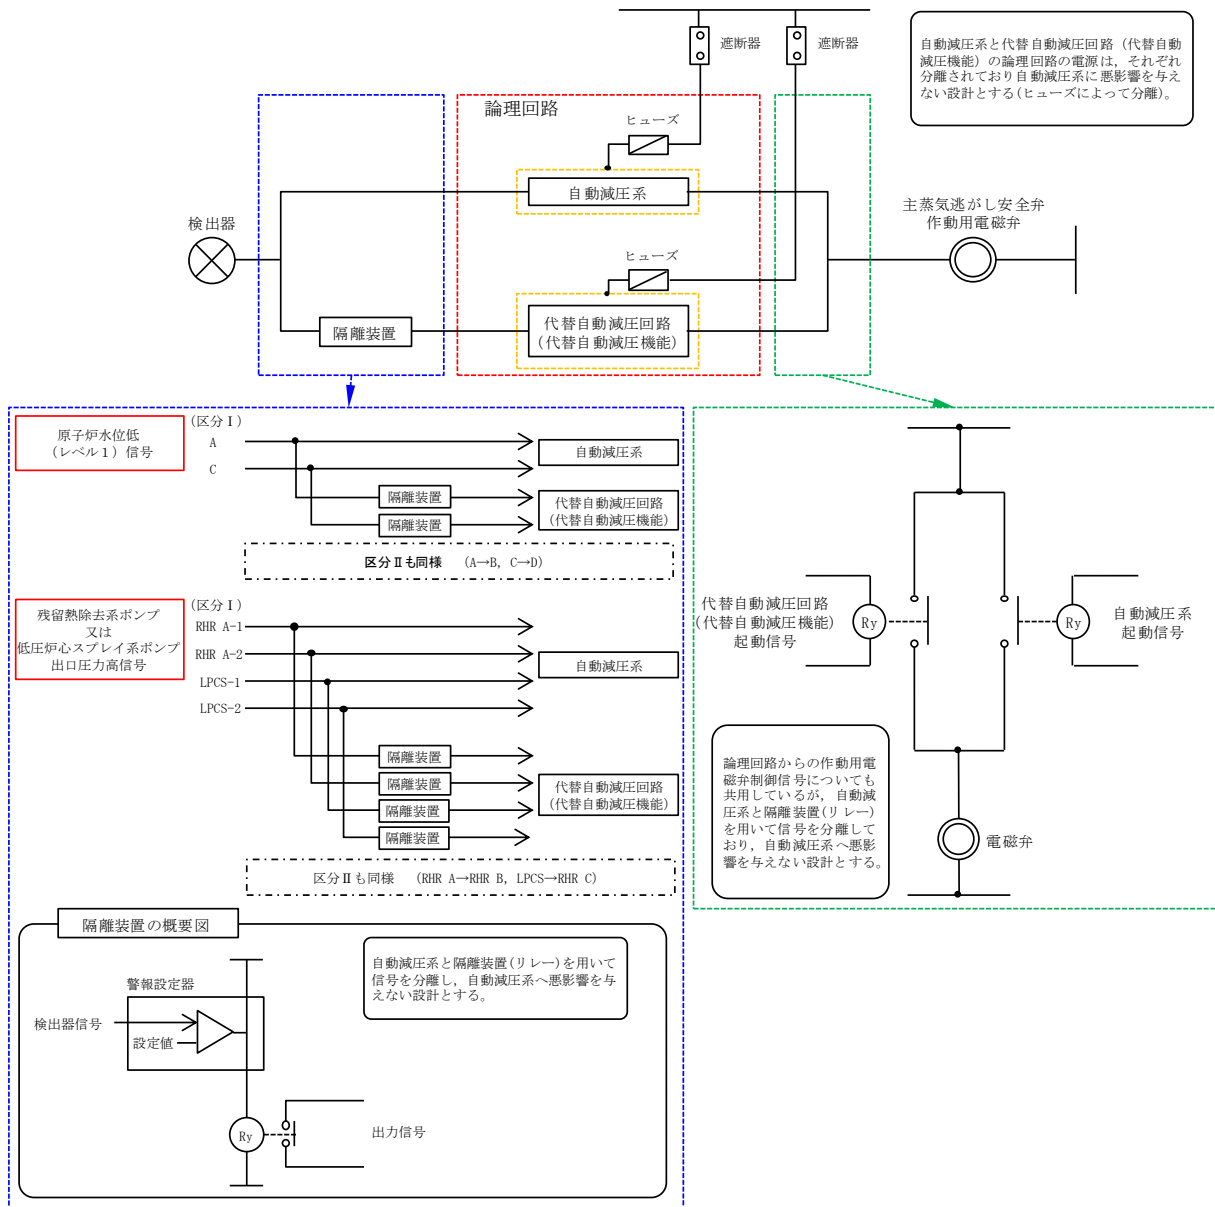 遮断器
遮断器
自動減圧系と代替自動減圧回路（代替自動
減圧機能）の論理回路の電源は，それぞれ
分離されており自動減圧系に悪影響を与え
ない設計とする(ヒューズによって分離)。
論理回路
ヒューズ
自動減圧系
検出器
主蒸気逃がし安全弁
作動用電磁弁
ヒューズ
隔離装置
代替自動減圧回路
（代替自動減圧機能）
原子炉水位低
（レベル１）信号
（区分Ⅰ）
A
C
自動減圧系
隔離装置
隔離装置
代替自動減圧回路
（代替自動減圧機能）
区分Ⅱも同様　（A→B，C→D）
残留熱除去系ポンプ
又は
低圧炉心スプレイ系ポンプ
出口圧力高信号
（区分Ⅰ）
RHR A-1
RHR A-2
LPCS-1
LPCS-2
自動減圧系
隔離装置
隔離装置
隔離装置
隔離装置
代替自動減圧回路
（代替自動減圧機能）
区分Ⅱも同様　（RHR A→RHR B，LPCS→RHR C）
隔離装置の概要図
自動減圧系と隔離装置(リレー)を用いて
信号を分離し，自動減圧系へ悪影響を与
えない設計とする。
警報設定器
検出器信号
設定値
Ry
出力信号
代替自動減圧回路
（代替自動減圧機能）
起動信号
Ry
Ry
自動減圧系
起動信号
論理回路からの作動用電
磁弁制御信号についても
共用しているが，自動減
圧系と隔離装置(リレー)
を用いて信号を分離して
おり，自動減圧系へ悪影
響を与えない設計とする。
電磁弁